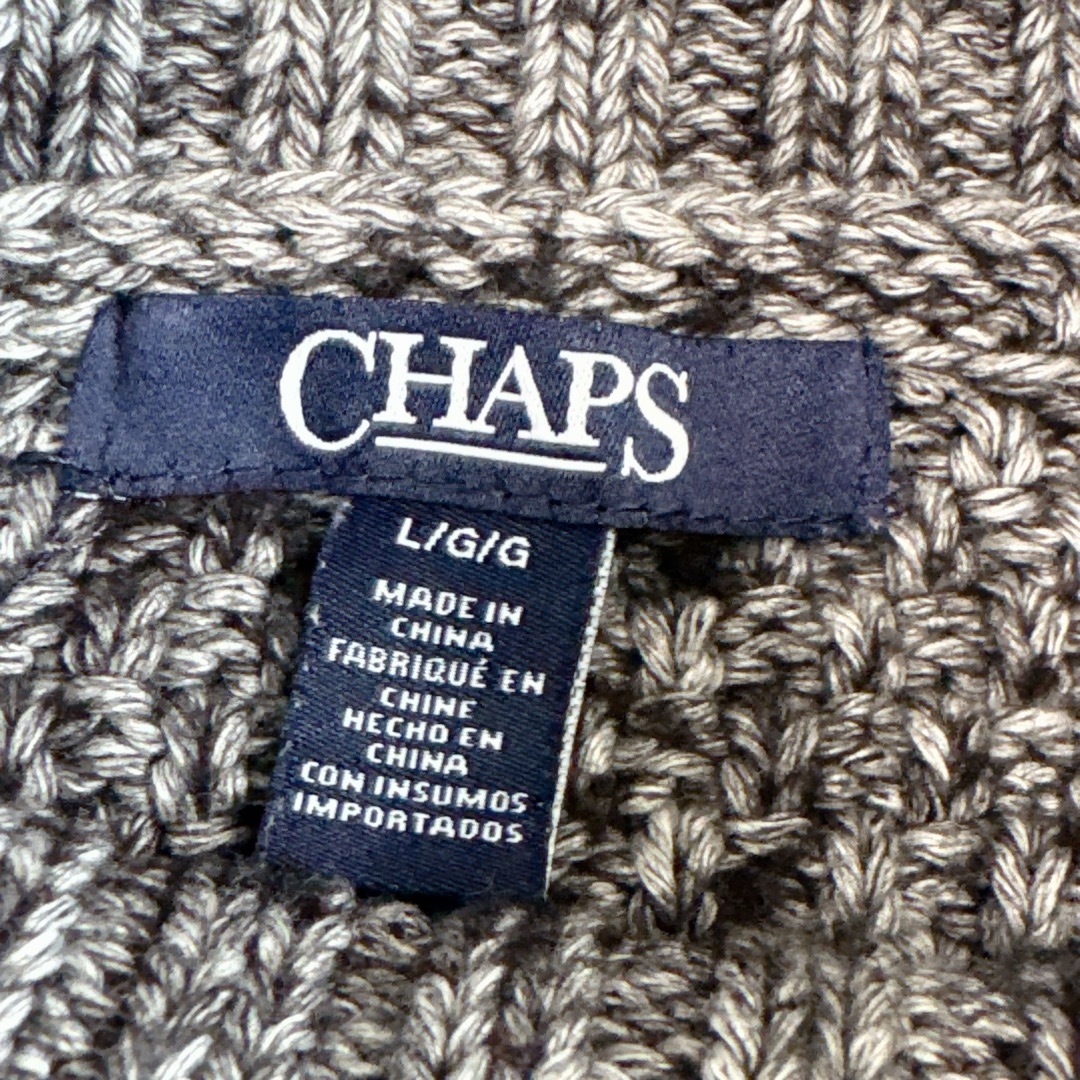 CHAPS
L/G/G
MADE IN
CHINA
FABRIQUÉ EN
CHINE
HECHO EN
CHINA
CON INSUMOS
IMPORTADOS